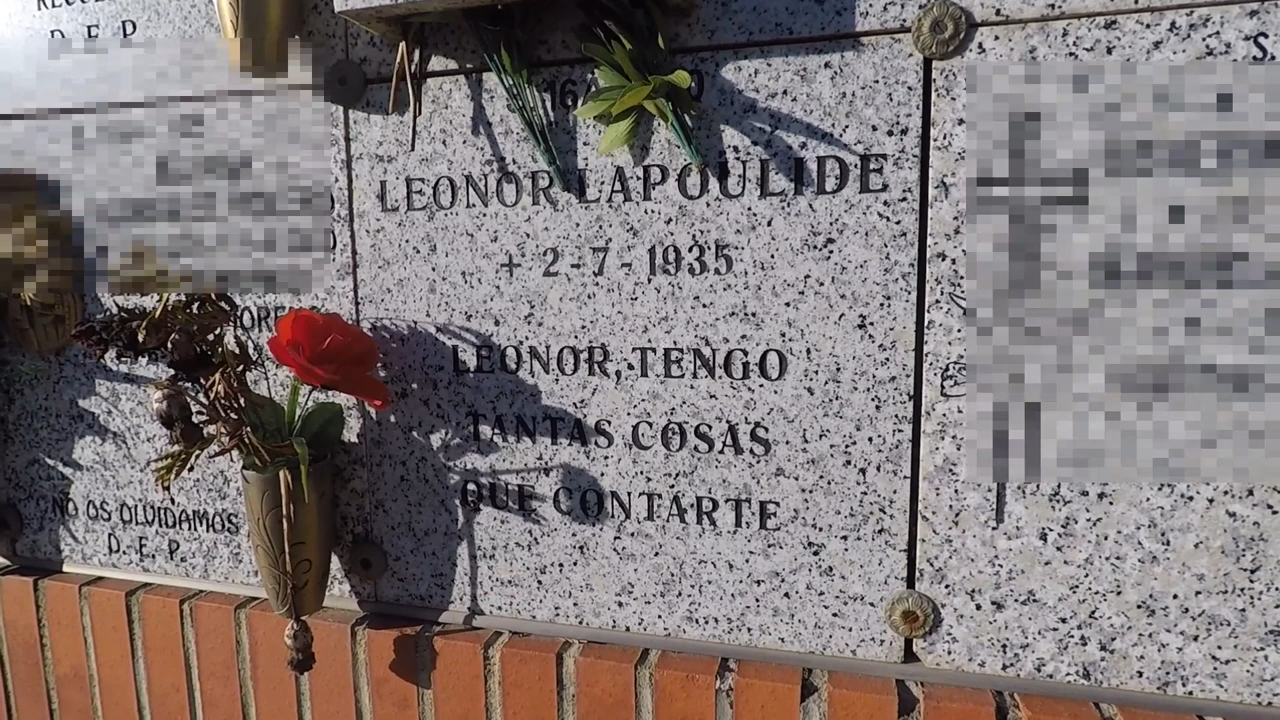 D. E. P.
S.
LEONOR LAPOULIDE
+ 2-7-1935
LEONOR, TENGO
TANTAS COSAS
QUE CONTARTE
NO OS OLVIDAMOS
D. E. P.